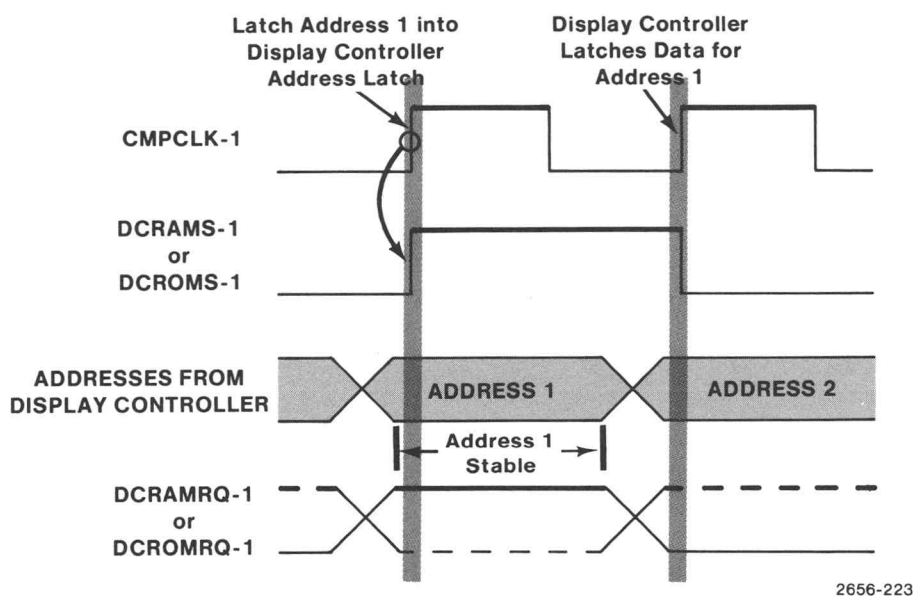 Latch Address 1 into
Display Controller
Address Latch
Display Controller
Latches Data for
Address 1
CMPCLK-1
DCRAMS-1
or
DCROMS-1
ADDRESSES FROM
DISPLAY CONTROLLER
ADDRESS 1
ADDRESS 2
Address 1
Stable
DCRAMRQ-1
or
DCROMRQ-1
2656-223